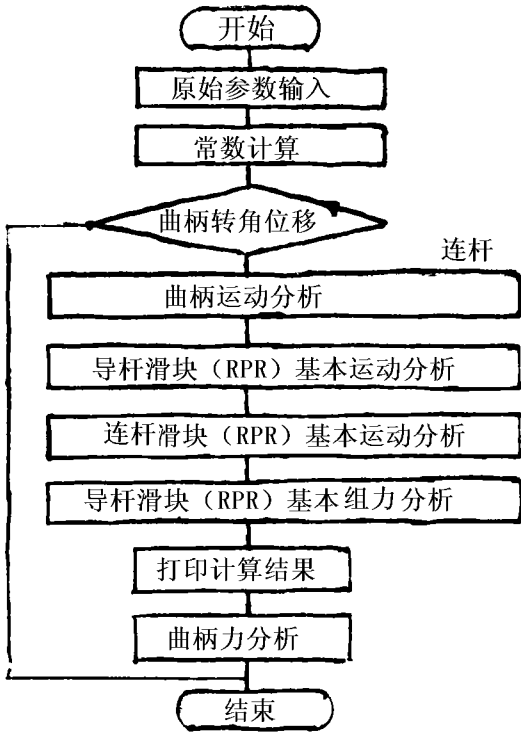 开始
原始参数输入
常数计算
曲柄转角位移
连杆
曲柄运动分析
导杆滑块（RPR）基本运动分析
连杆滑块（RPR）基本运动分析
导杆滑块（RPR）基本组力分析
打印计算结果
曲柄力分析
结束